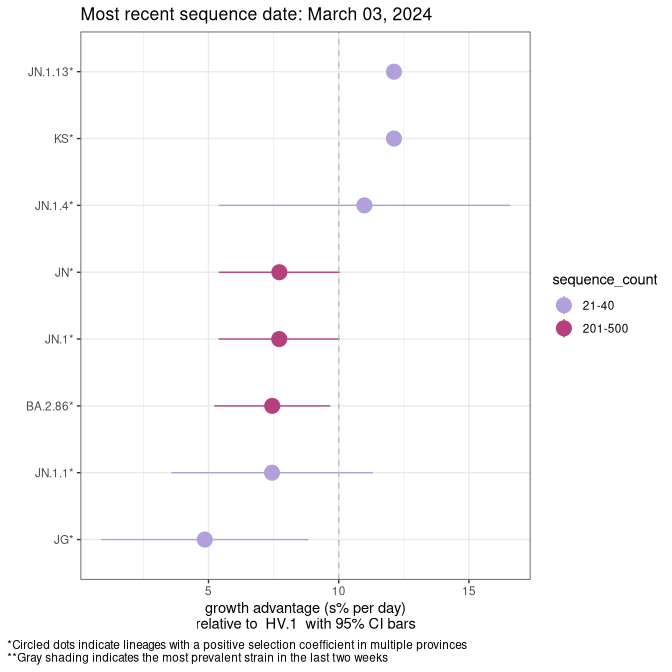 Most recent sequence date: March 03, 2024
JN.1.13*
KS*
JN.1.4*
JN*
JN.1*
BA.2.86*
JN.1.1*
JG*
sequence_count
21-40
201-500
5 10 15
growth advantage (s% per day)
relative to HV.1 with 95% CI bars
*Circled dots indicate lineages with a positive selection coefficient in multiple provinces
**Gray shading indicates the most prevalent strain in the last two weeks